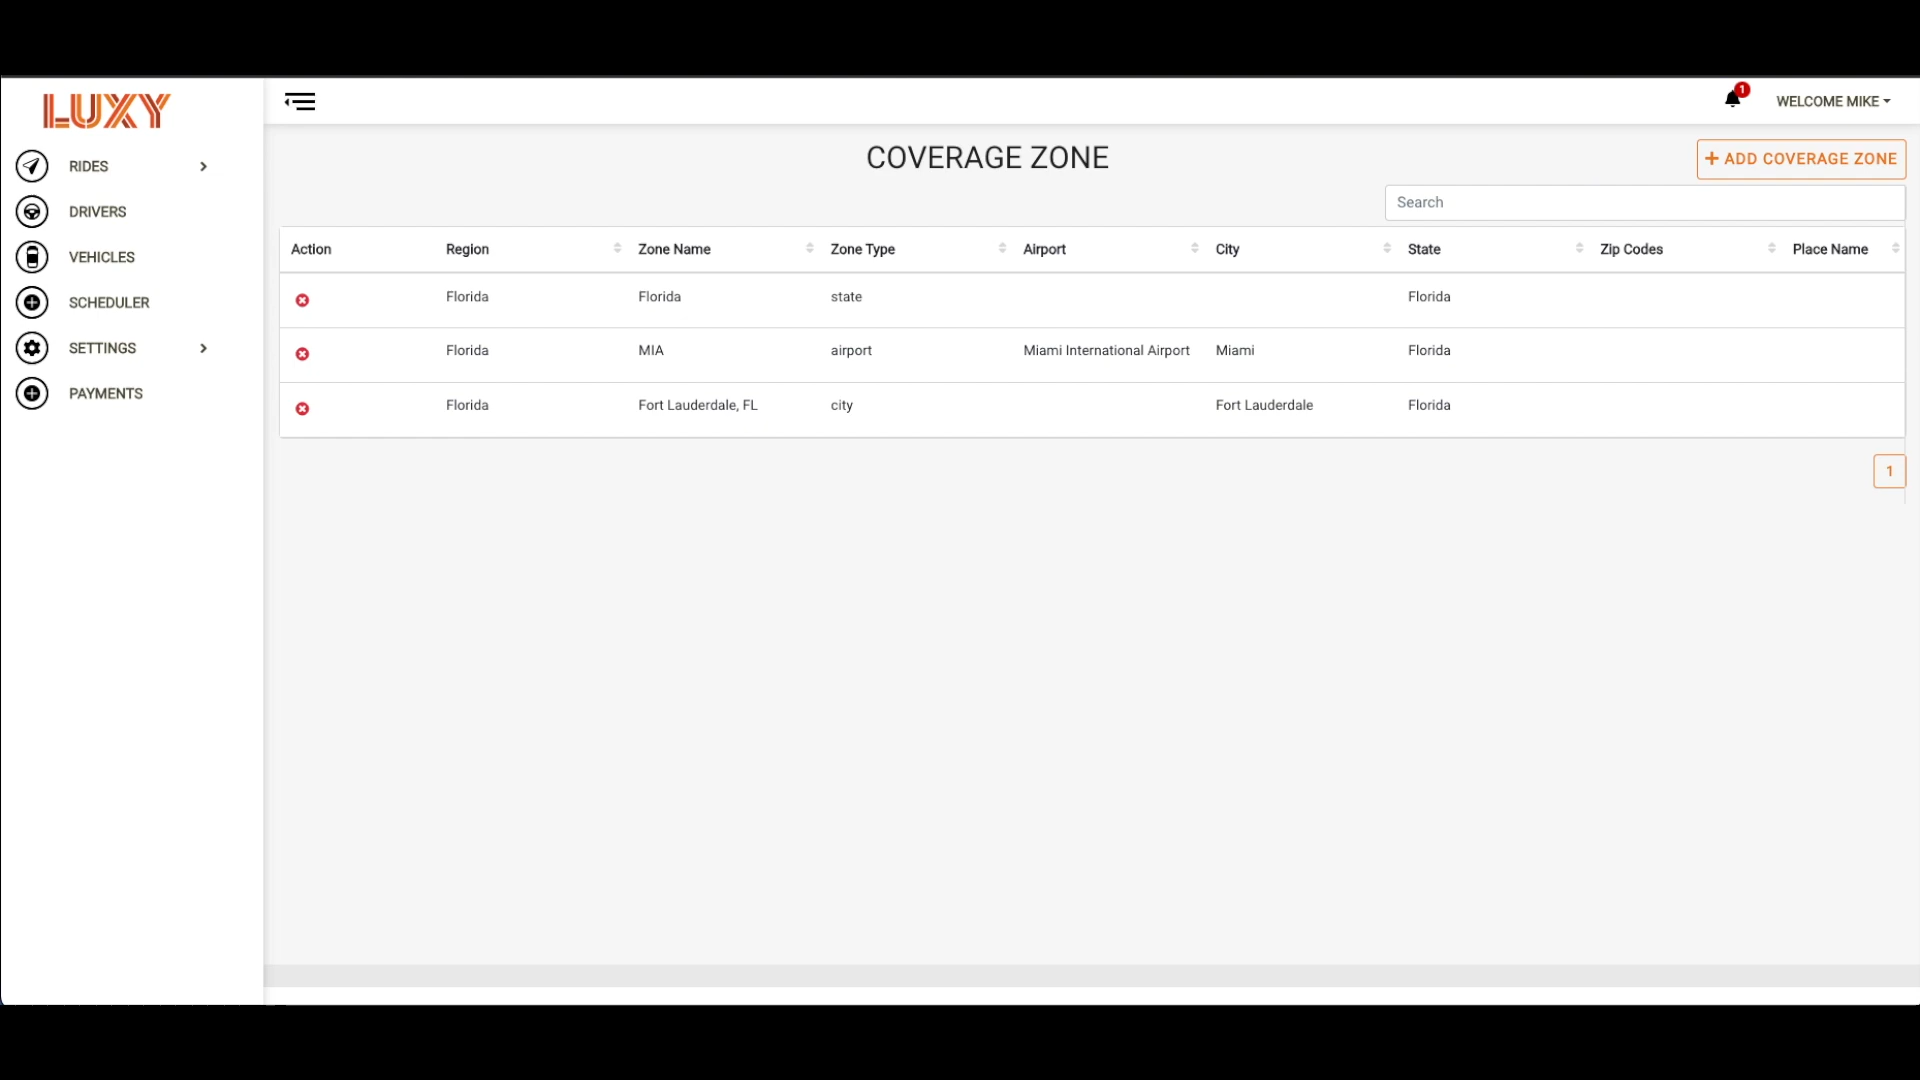 LUXY
1
WELCOME MIKE
RIDES
DRIVERS
VEHICLES
SCHEDULER
SETTINGS
PAYMENTS
COVERAGE ZONE
+ ADD COVERAGE ZONE
Search
Action Region Zone Name Zone Type Airport City State Zip Codes Place Name
Florida Florida state Florida
Florida MIA airport Miami International Airport Miami Florida
Florida Fort Lauderdale, FL city Fort Lauderdale Florida
1